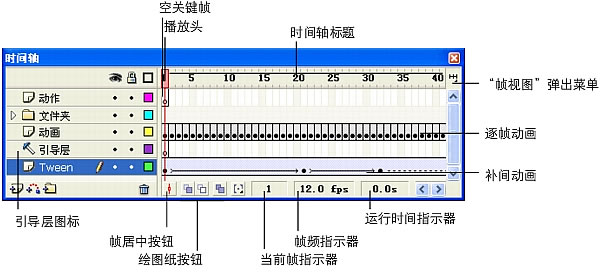 空关键帧
播放头
时间轴标题
时间轴
1 5 10 15 20 25 30 35 40
“帧视图”弹出菜单
动作
文件夹
动画
逐帧动画
引导层
Tween
补间动画
1 12.0 fps 0.0s
引导层图标
运行时间指示器
帧居中按钮
帧频指示器
绘图纸按钮
当前帧指示器